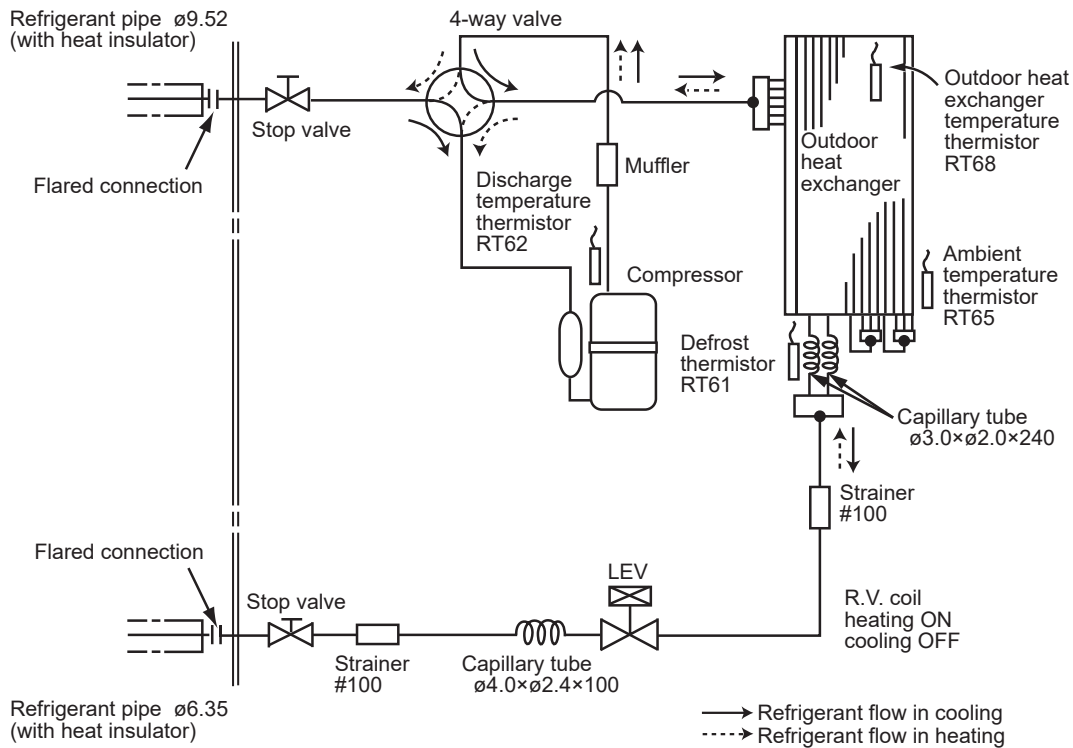 Refrigerant pipe ø9.52
(with heat insulator)
4-way valve
Stop valve
Flared connection
Muffler
Discharge
temperature
thermistor
RT62
Compressor
Outdoor
heat
exchanger
Outdoor heat
exchanger
temperature
thermistor
RT68
Ambient
temperature
thermistor
RT65
Defrost
thermistor
RT61
Capillary tube
ø3.0×ø2.0×240
Strainer
#100
Flared connection
Stop valve
Strainer
#100
Capillary tube
ø4.0×ø2.4×100
LEV
R.V. coil
heating ON
cooling OFF
Refrigerant pipe ø6.35
(with heat insulator)
Refrigerant flow in cooling
Refrigerant flow in heating